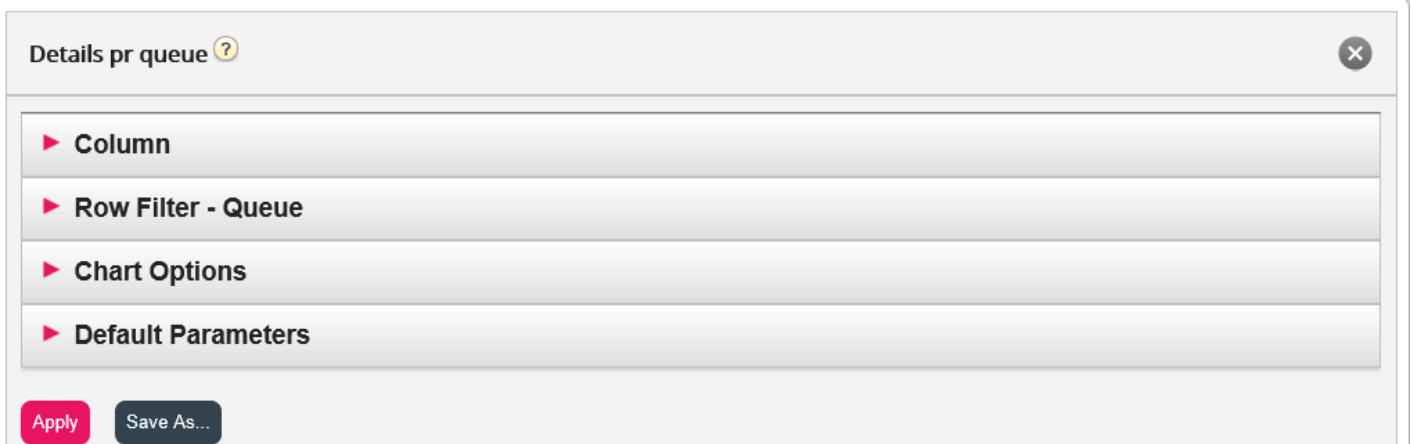 Details pr queue ?
Column
Row Filter - Queue
Chart Options
Default Parameters
Apply Save As...